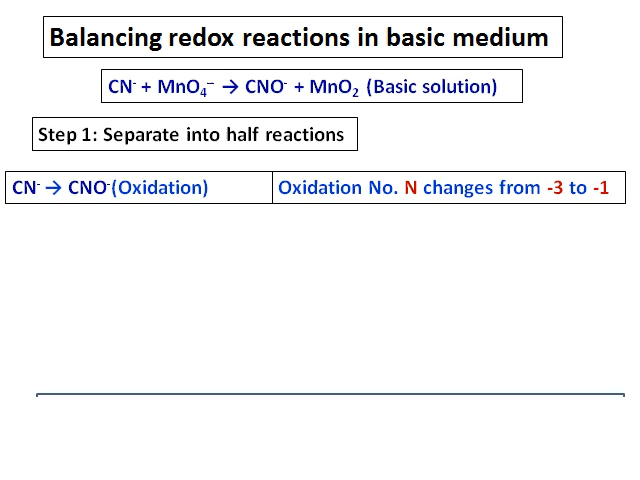 Balancing redox reactions in basic medium
CN⁻ + MnO₄⁻ → CNO⁻ + MnO₂ (Basic solution)
Step 1: Separate into half reactions
CN⁻ → CNO⁻(Oxidation) Oxidation No. N changes from -3 to -1